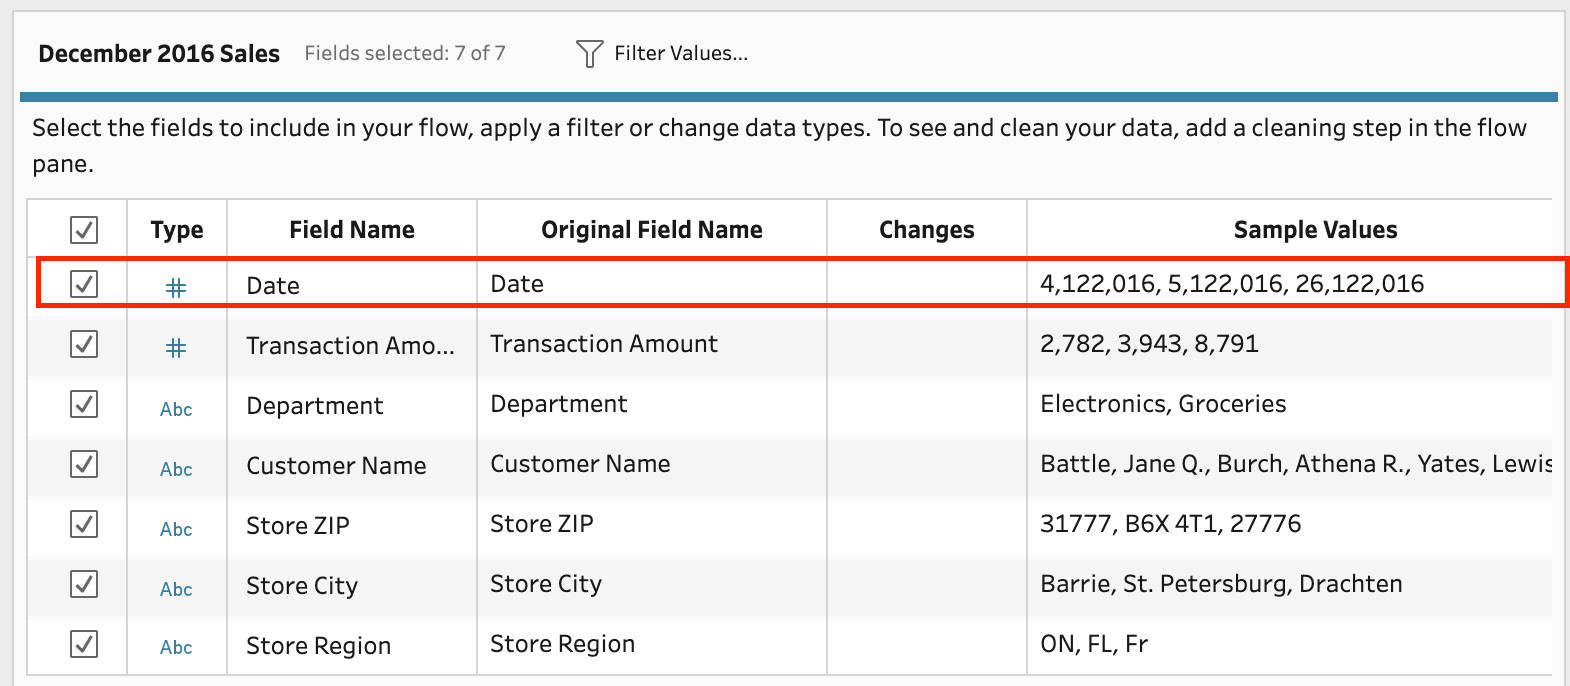 December 2016 Sales Fields selected: 7 of 7 Filter Values...
Select the fields to include in your flow, apply a filter or change data types. To see and clean your data, add a cleaning step in the flow
pane.
Type Field Name Original Field Name Changes Sample Values
# Date Date 4,122,016, 5,122,016, 26,122,016
# Transaction Amo... Transaction Amount 2,782, 3,943, 8,791
Abc Department Department Electronics, Groceries
Abc Customer Name Customer Name Battle, Jane Q., Burch, Athena R., Yates, Lewis
Abc Store ZIP Store ZIP 31777, B6X 4T1, 27776
Abc Store City Store City Barrie, St. Petersburg, Drachten
Abc Store Region Store Region ON, FL, Fr